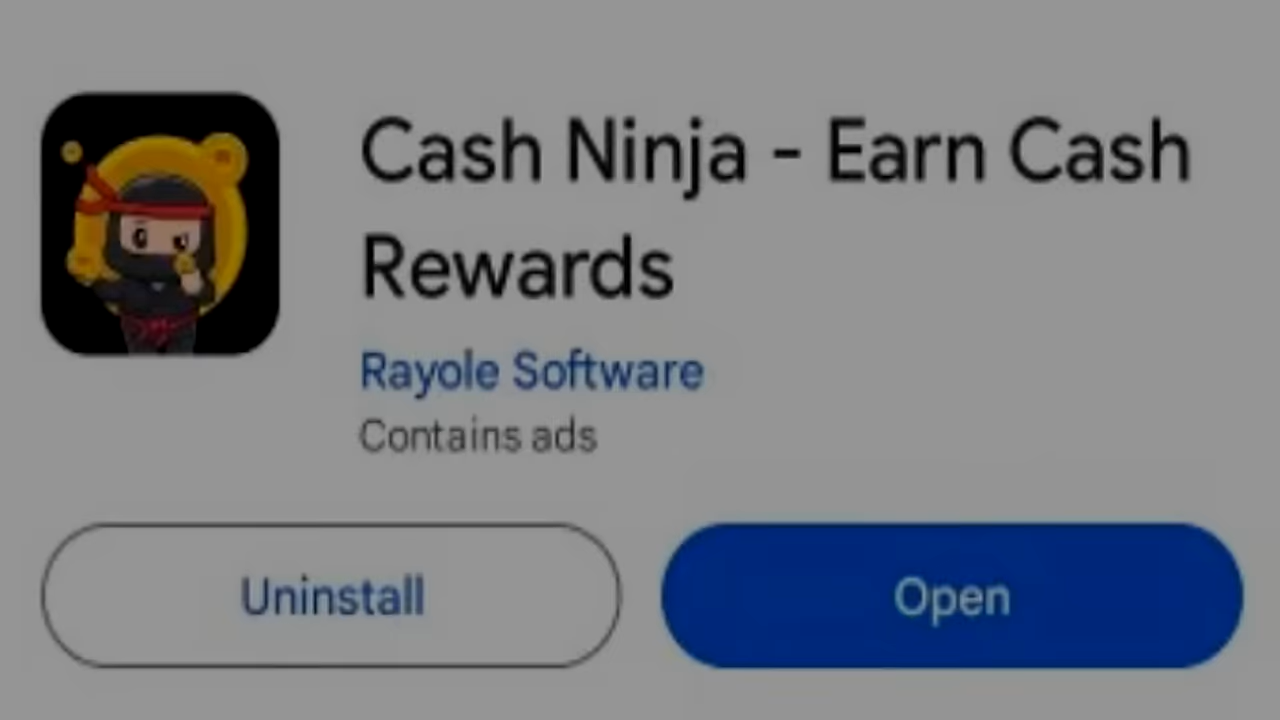 Cash Ninja - Earn Cash
Rewards
Rayole Software
Contains ads
Uninstall
Open